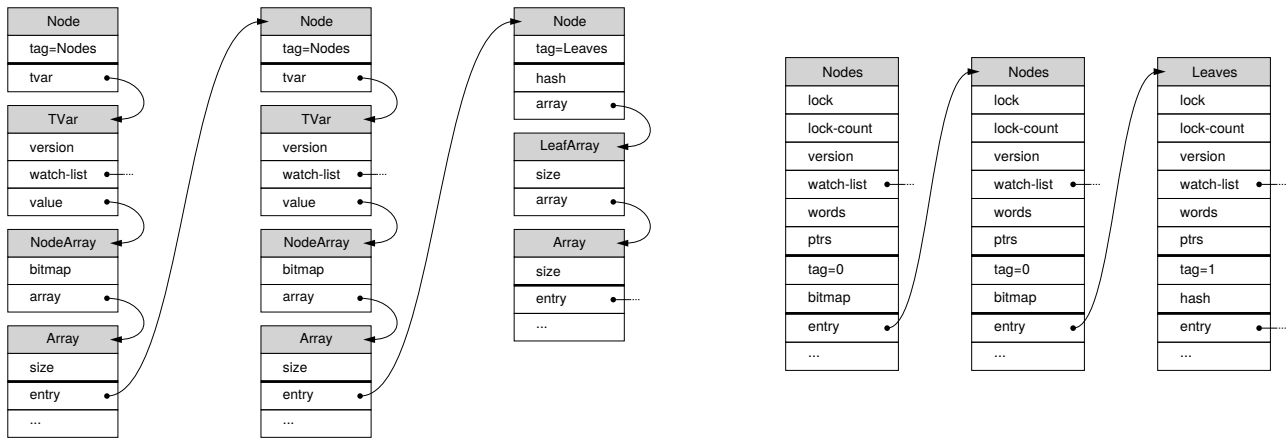 Node
tag=Nodes
tvar
TVar
version
watch-list
value
NodeArray
bitmap
array
Array
size
entry
...
Node
tag=Nodes
tvar
TVar
version
watch-list
value
NodeArray
bitmap
array
Array
size
entry
...
Node
tag=Leaves
hash
array
LeafArray
size
array
Array
size
entry
...
Nodes
lock
lock-count
version
watch-list
words
ptrs
tag=0
bitmap
entry
...
Nodes
lock
lock-count
version
watch-list
words
ptrs
tag=0
bitmap
entry
...
Leaves
lock
lock-count
version
watch-list
words
ptrs
tag=1
hash
entry
...